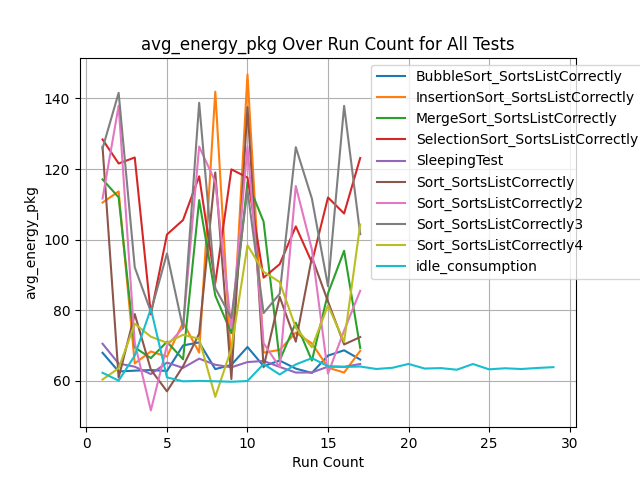 avg_energy_pkg Over Run Count for All Tests
BubbleSort_SortsListCorrectly
InsertionSort_SortsListCorrectly
MergeSort_SortsListCorrectly
SelectionSort_SortsListCorrectly
SleepingTest
Sort_SortsListCorrectly
Sort_SortsListCorrectly2
Sort_SortsListCorrectly3
Sort_SortsListCorrectly4
idle_consumption
avg_energy_pkg
140
120
100
80
60
0 5 10 15 20 25 30
Run Count